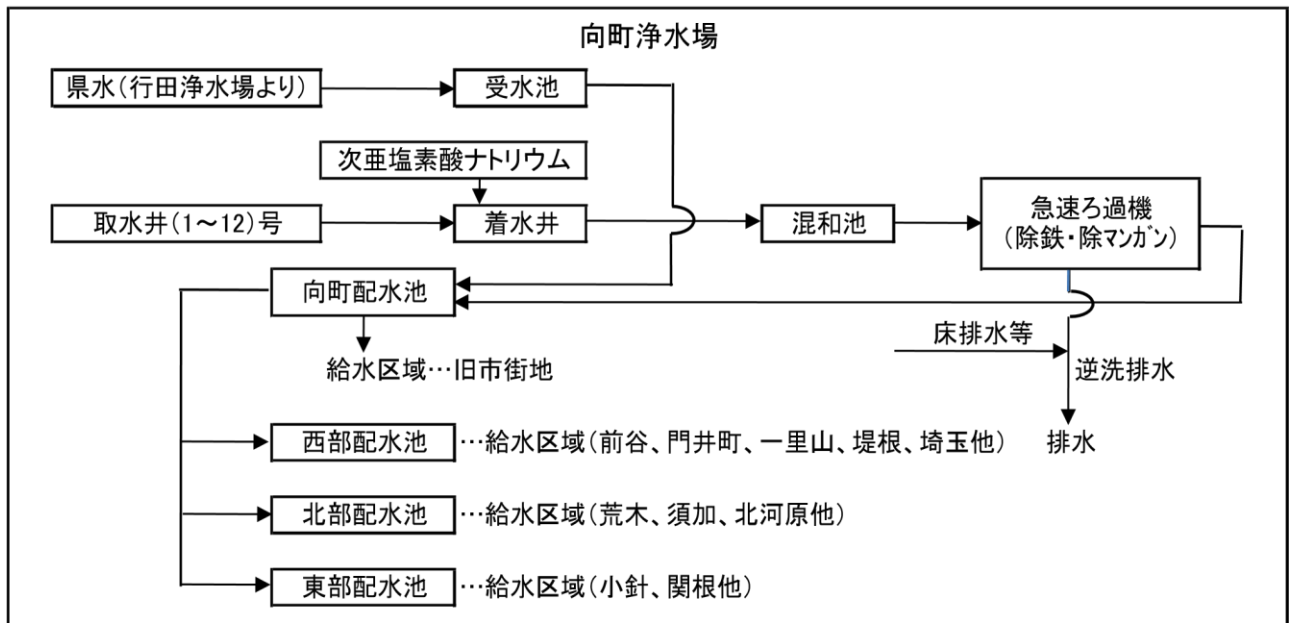 向町浄水場
県水(行田浄水場より)
受水池
次亜塩素酸ナトリウム
取水井(1～12)号
着水井
混和池
急速ろ過機
(除鉄・除マンガン)
向町配水池
床排水等
給水区域…旧市街地
逆洗排水
西部配水池
…給水区域(前谷、門井町、一里山、堤根、埼玉他)
排水
北部配水池
…給水区域(荒木、須加、北河原他)
東部配水池
…給水区域(小針、関根他)